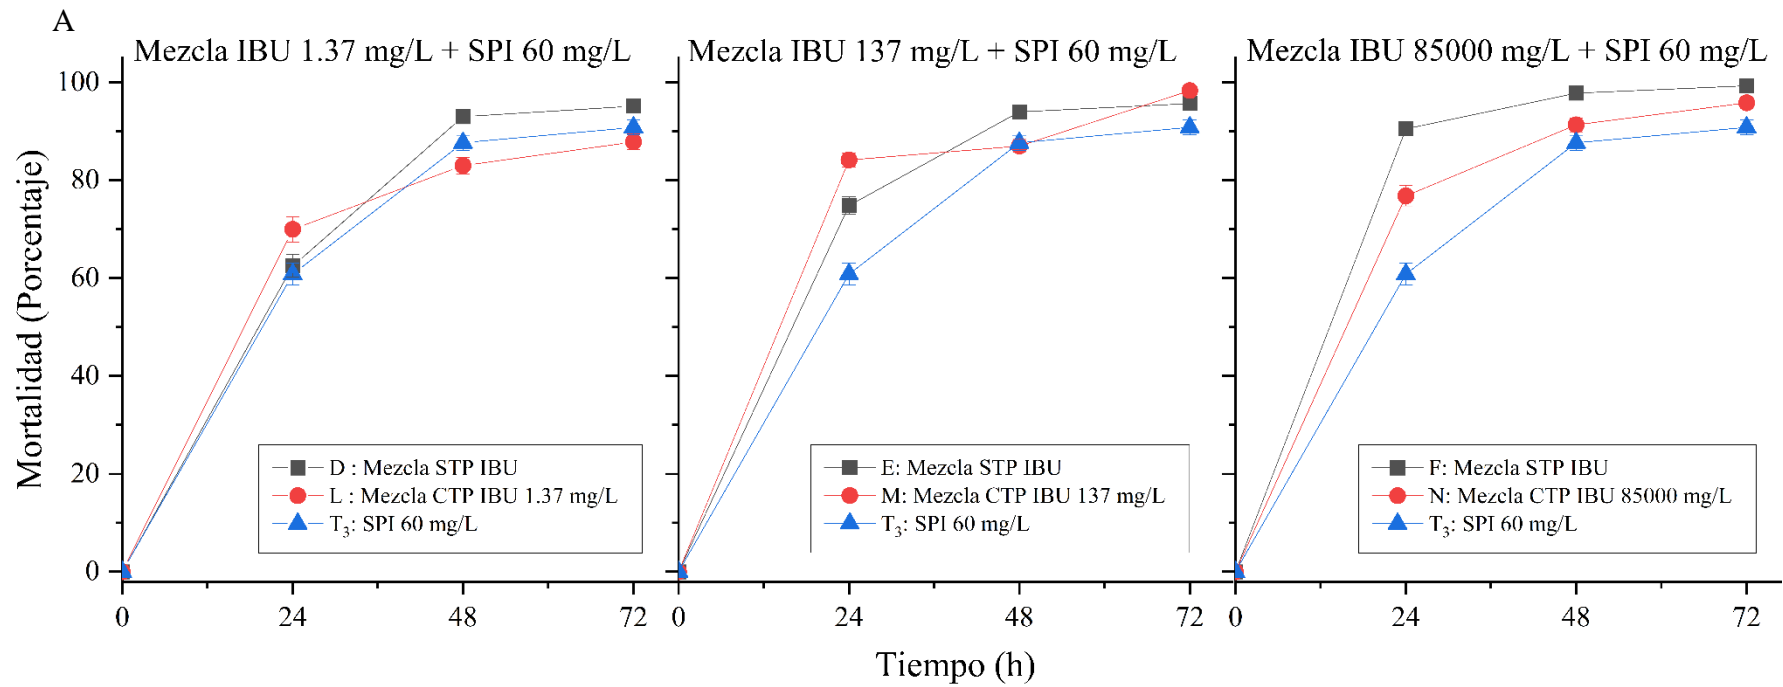 A
Mezcla IBU 1.37 mg/L + SPI 60 mg/L
Mezcla IBU 137 mg/L + SPI 60 mg/L
Mezcla IBU 85000 mg/L + SPI 60 mg/L
Mortalidad (Porcentaje)
100
80
60
40
20
0
D : Mezcla STP IBU
L : Mezcla CTP IBU 1.37 mg/L
T₃: SPI 60 mg/L
E: Mezcla STP IBU
M: Mezcla CTP IBU 137 mg/L
T₃: SPI 60 mg/L
F: Mezcla STP IBU
N: Mezcla CTP IBU 85000 mg/L
T₃: SPI 60 mg/L
0 24 48 72
0 24 48 72
0 24 48 72
Tiempo (h)